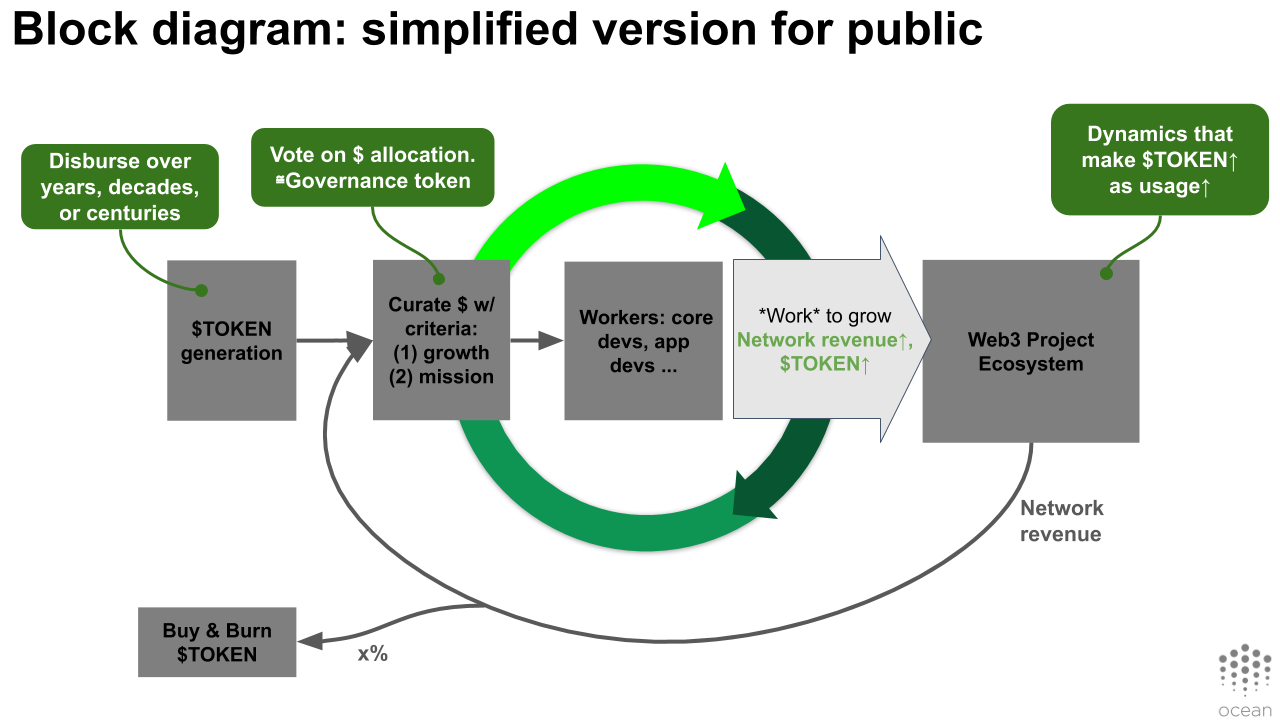 Block diagram: simplified version for public
Disburse over
years, decades,
or centuries
Vote on $ allocation.
≅Governance token
Dynamics that
make $TOKEN↑
as usage↑
$TOKEN
generation
Curate $ w/
criteria:
(1) growth
(2) mission
Workers: core
devs, app
devs ...
*Work* to grow
Network revenue↑,
$TOKEN↑
Web3 Project
Ecosystem
Network
revenue
Buy & Burn
$TOKEN
x%
ocean